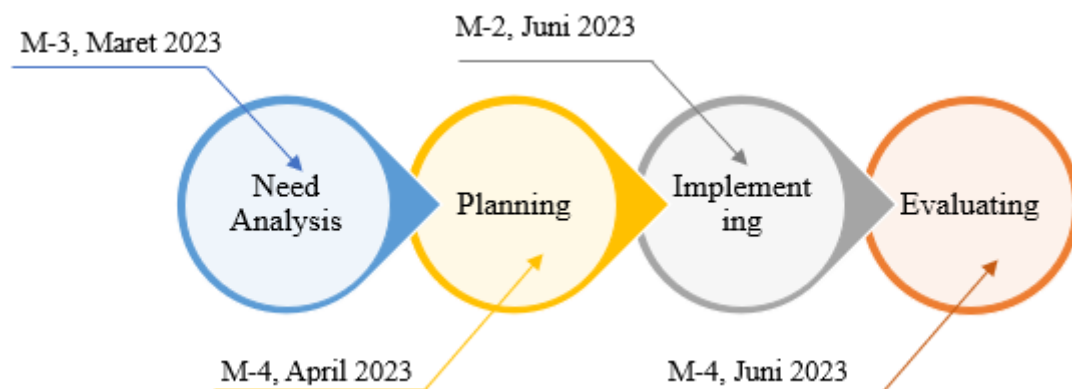 M-3, Maret 2023
M-2, Juni 2023
Need
Analysis
Planning
Implement
ing
Evaluating
M-4, April 2023
M-4, Juni 2023